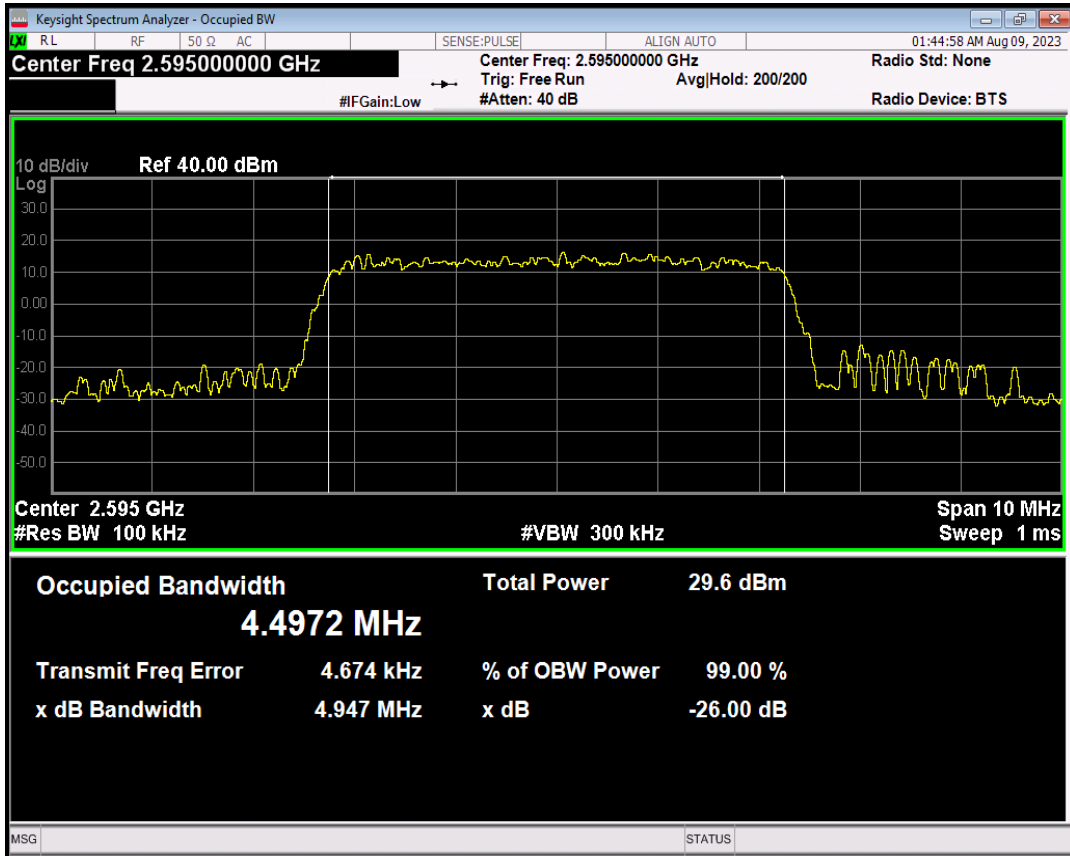 Keysight Spectrum Analyzer - Occupied BW
LXI RL RF 50 Ω AC SENSE:PULSE ALIGN AUTO 01:44:58 AM Aug 09, 2023
Center Freq 2.595000000 GHz Center Freq: 2.595000000 GHz Radio Std: None
Trig: Free Run Avg|Hold: 200/200
#IFGain:Low #Atten: 40 dB Radio Device: BTS
10 dB/div Ref 40.00 dBm
Log
30.0
20.0
10.0
0.00
-10.0
-20.0
-30.0
-40.0
-50.0
Center 2.595 GHz Span 10 MHz
#Res BW 100 kHz #VBW 300 kHz Sweep 1 ms
Occupied Bandwidth Total Power 29.6 dBm
4.4972 MHz
Transmit Freq Error 4.674 kHz % of OBW Power 99.00 %
x dB Bandwidth 4.947 MHz x dB -26.00 dB
MSG STATUS